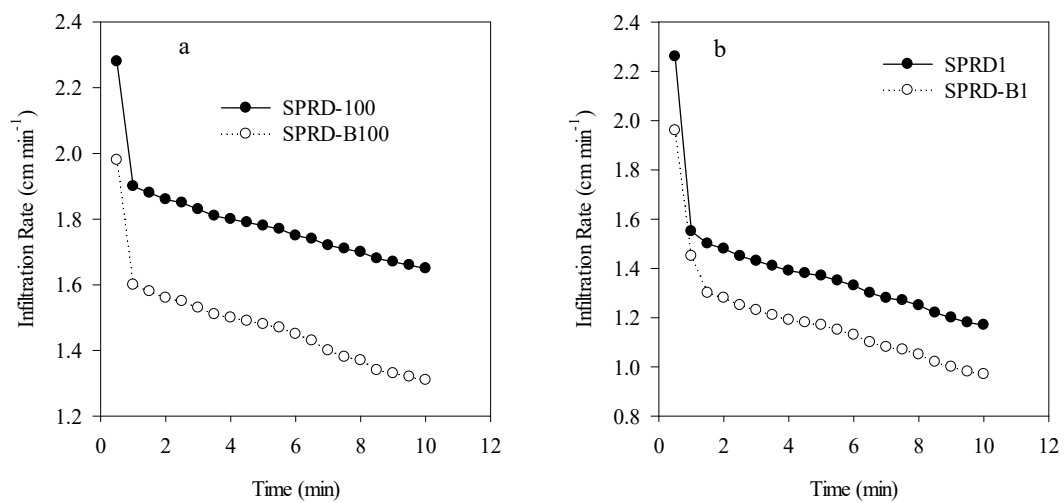 2.4
2.2
2.0
1.8
1.6
1.4
1.2
a
SPRD-100
SPRD-B100
Infiltration Rate (cm min⁻¹)
0 2 4 6 8 10 12
Time (min)
2.4
2.2
2.0
1.8
1.6
1.4
1.2
1.0
0.8
b
SPRD1
SPRD-B1
Infiltration Rate (cm min⁻¹)
0 2 4 6 8 10 12
Time (min)